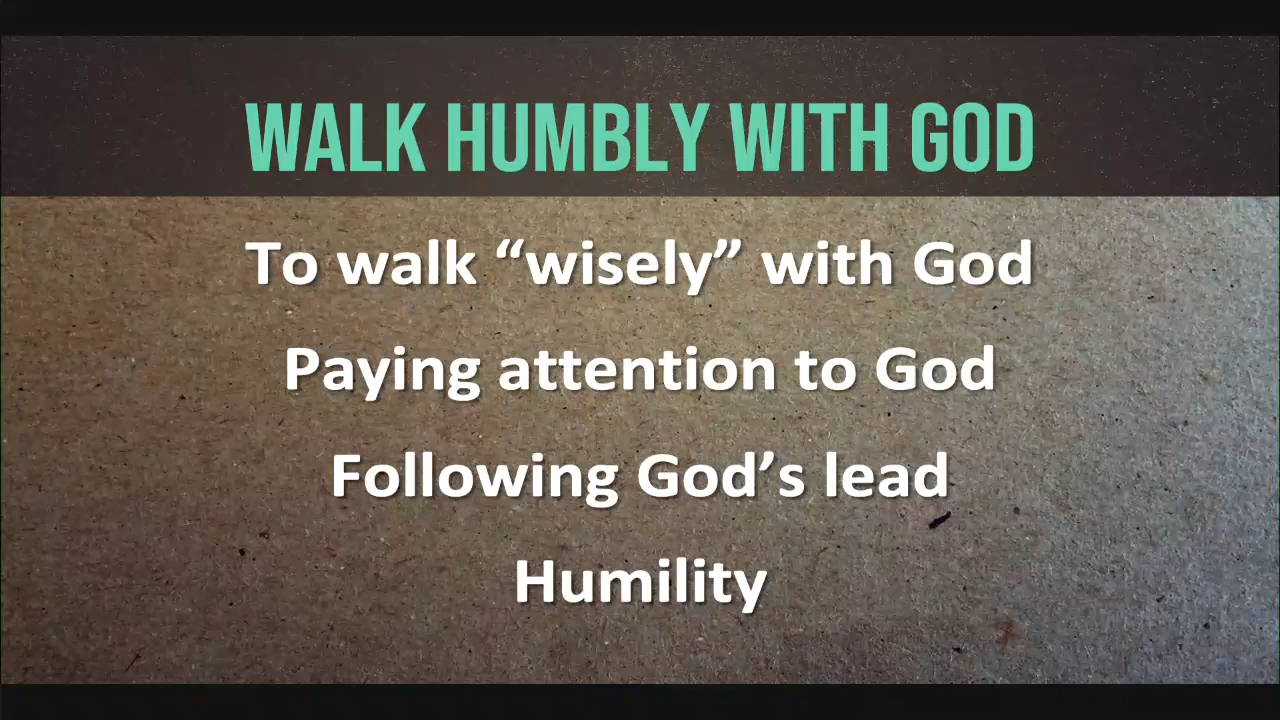 WALK HUMBLY WITH GOD
To walk “wisely” with God
Paying attention to God
Following God’s lead
Humility